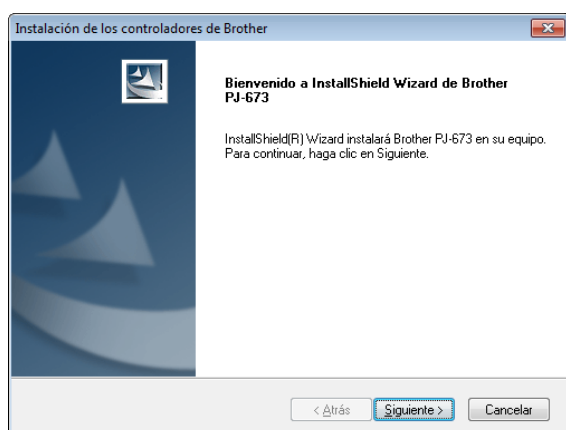 Instalación de los controladores de Brother
Bienvenido a InstallShield Wizard de Brother
PJ-673
InstallShield(R) Wizard instalará Brother PJ-673 en su equipo.
Para continuar, haga clic en Siguiente.
< Atrás
Siguiente >
Cancelar